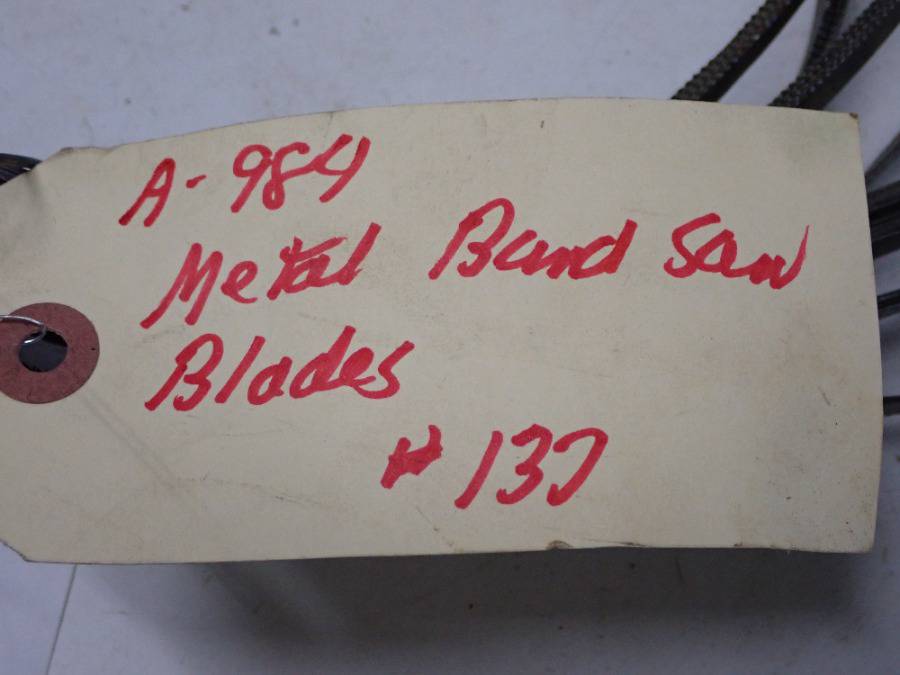 A-984
Metal Band Saw
Blades
# 137